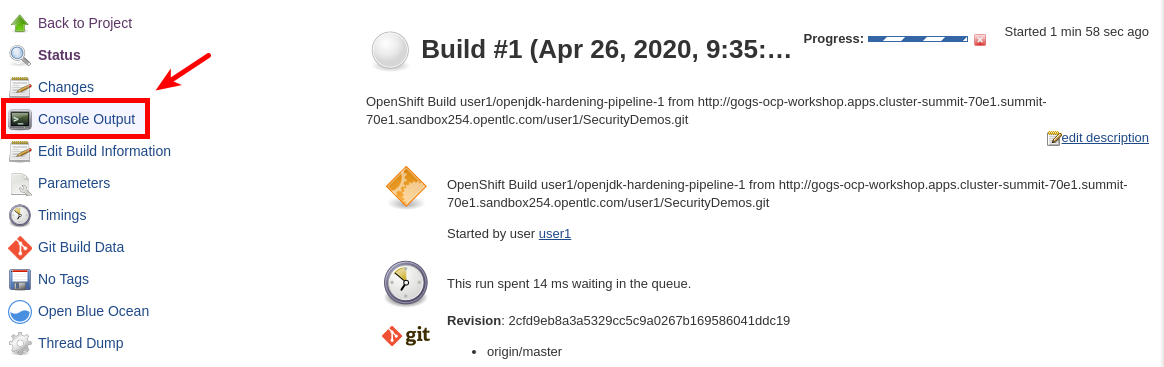 Back to Project
Status
Changes
Console Output
Edit Build Information
Parameters
Timings
Git Build Data
No Tags
Open Blue Ocean
Thread Dump
Build #1 (Apr 26, 2020, 9:35:…
Progress:
Started 1 min 58 sec ago
OpenShift Build user1/openjdk-hardening-pipeline-1 from http://gogs-ocp-workshop.apps.cluster-summit-70e1.summit-
70e1.sandbox254.opentlc.com/user1/SecurityDemos.git
edit description
OpenShift Build user1/openjdk-hardening-pipeline-1 from http://gogs-ocp-workshop.apps.cluster-summit-70e1.summit-
70e1.sandbox254.opentlc.com/user1/SecurityDemos.git
Started by user user1
This run spent 14 ms waiting in the queue.
git
Revision: 2cfd9eb8a3a5329cc5c9a0267b169586041ddc19
• origin/master